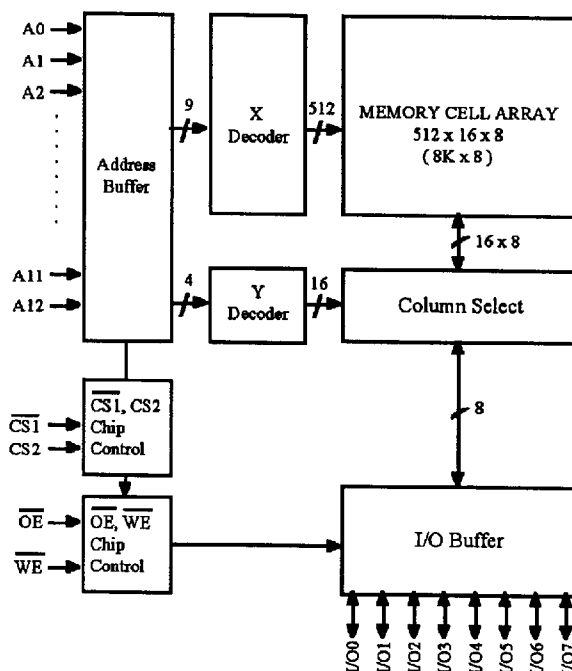 A0
A1
A2
A11
A12
Address
Buffer
9
X
Decoder
512
MEMORY CELL ARRAY
512 x 16 x 8
( 8K x 8 )
16 x 8
4
Y
Decoder
16
Column Select
8
CS1
CS2
CS1, CS2
Chip
Control
OE
WE
OE, WE
Chip
Control
I/O Buffer
I/O0
I/O1
I/O2
I/O3
I/O4
I/O5
I/O6
I/O7